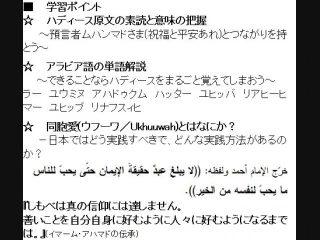 ■　学習ポイント
☆　ハディース原文の素読と意味の把握
～預言者ムハンマドさま(祝福と平安あれ)とつながりを持とう～
☆　アラビア語の単語解説
～できることならハディースをまるごと覚えてしまおう～
ラー　ユウミヌ　アハドゥクム　ハッター　ユヒッバ　リアヒーヒ
マー　ユヒッブ　リナフスィヒ
☆　同胞愛(ウフーワ／Ukhuuwah)とはなにか？
－日本ではどう実践すべきで、どんな実践方法があるのか？
خرّج الإمام أحمد ولفظه: ((لا يبلغ عبدٌ حقيقةَ الإيمان حتّى يحبّ للناس
ما يحبّ لنفسه من الخير)).
『しもべは真の信仰には達しません。
善いことを自分自身に好むように人々に好むようになるまでは。』(イマーム・アハマドの伝承)